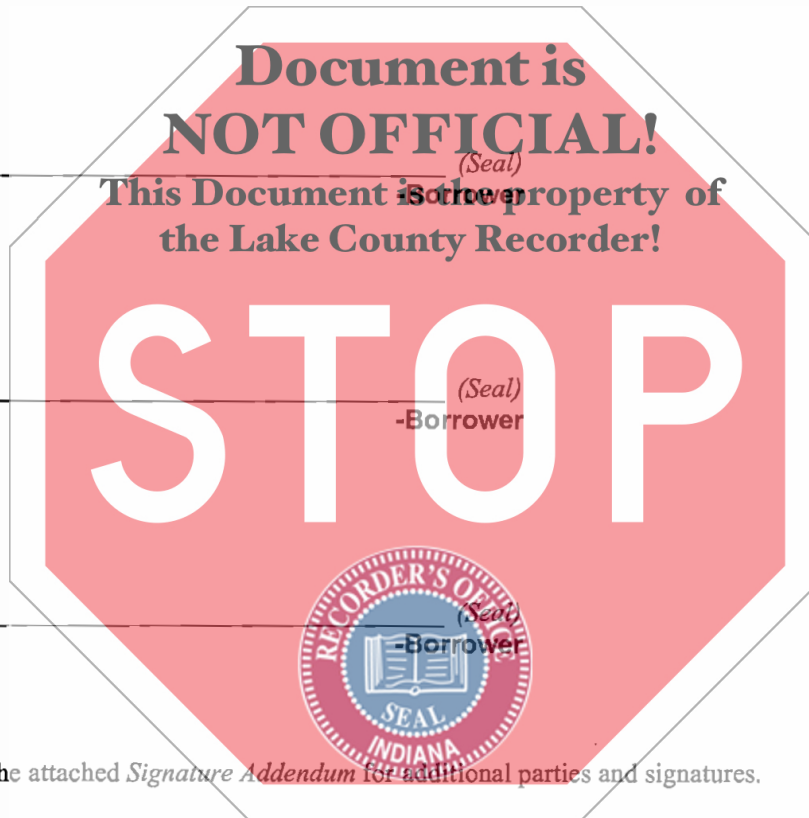 Document is
NOT OFFICIAL!
(Seal)
This Document is the property of
-Borrower
the Lake County Recorder!
STOP
(Seal)
-Borrower
RECORDER'S OFFICE
(Seal)
-Borrower
SEAL
INDIANA
he attached Signature Addendum for additional parties and signatures.